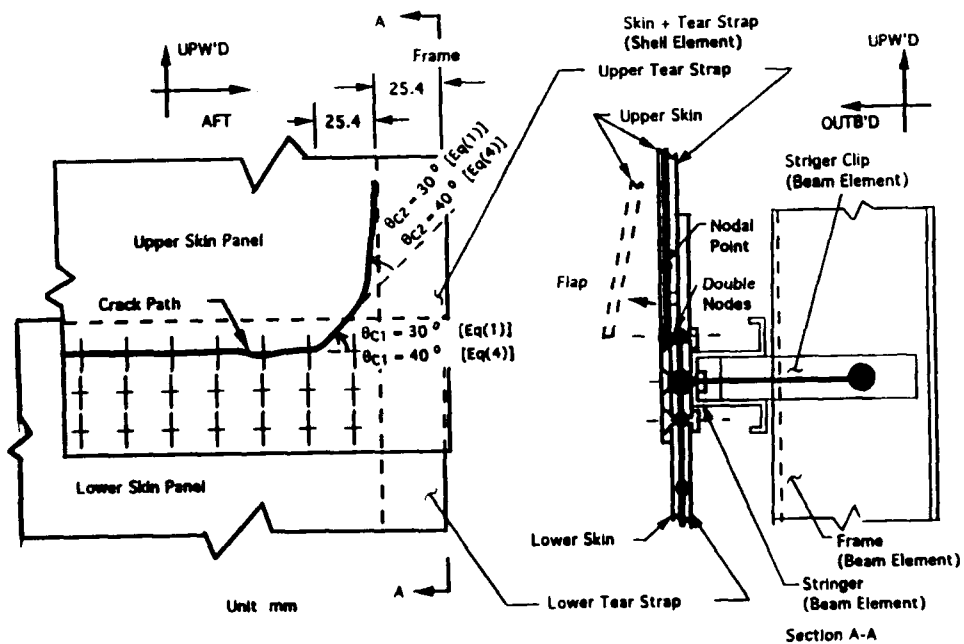 A
UPW'D
AFT
Frame
25.4
25.4
θC2 = 30° [Eq(1)]
θC2 = 40° [Eq(4)]
Upper Skin Panel
Crack Path
θC1 = 30° [Eq(1)]
θC1 = 40° [Eq(4)]
Lower Skin Panel
A
Unit mm
Skin + Tear Strap
(Shell Element)
Upper Tear Strap
Upper Skin
UPW'D
OUTB'D
Striger Clip
(Beam Element)
Nodal
Point
Flap
Double
Nodes
Lower Skin
Frame
(Beam Element)
Lower Tear Strap
Stringer
(Beam Element)
Section A-A